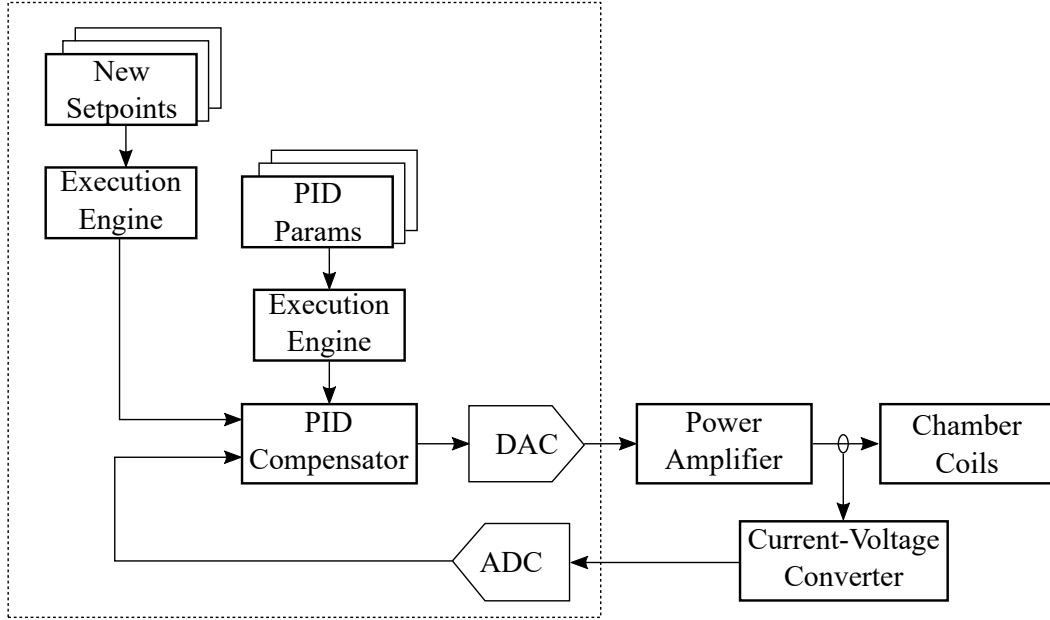 New
Setpoints
Execution
Engine
PID
Params
Execution
Engine
PID
Compensator
DAC
Power
Amplifier
Chamber
Coils
ADC
Current-Voltage
Converter